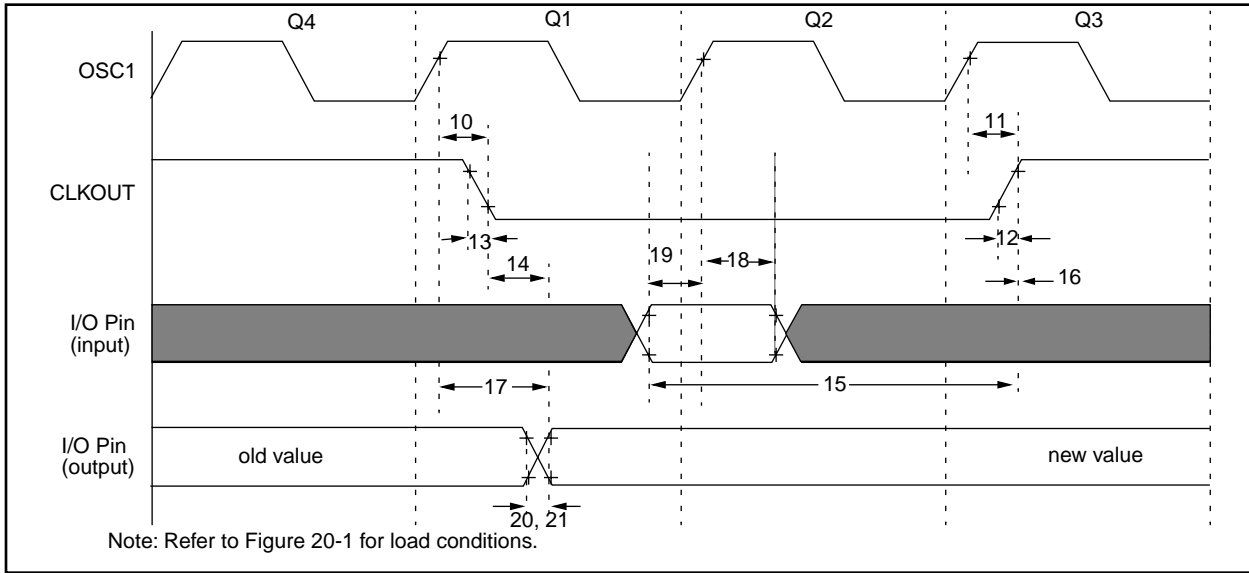 Q4 Q1 Q2 Q3
OSC1
10 11
CLKOUT
13 12
14 19 18 16
I/O Pin
(input)
17 15
I/O Pin
(output)
old value new value
20, 21
Note: Refer to Figure 20-1 for load conditions.